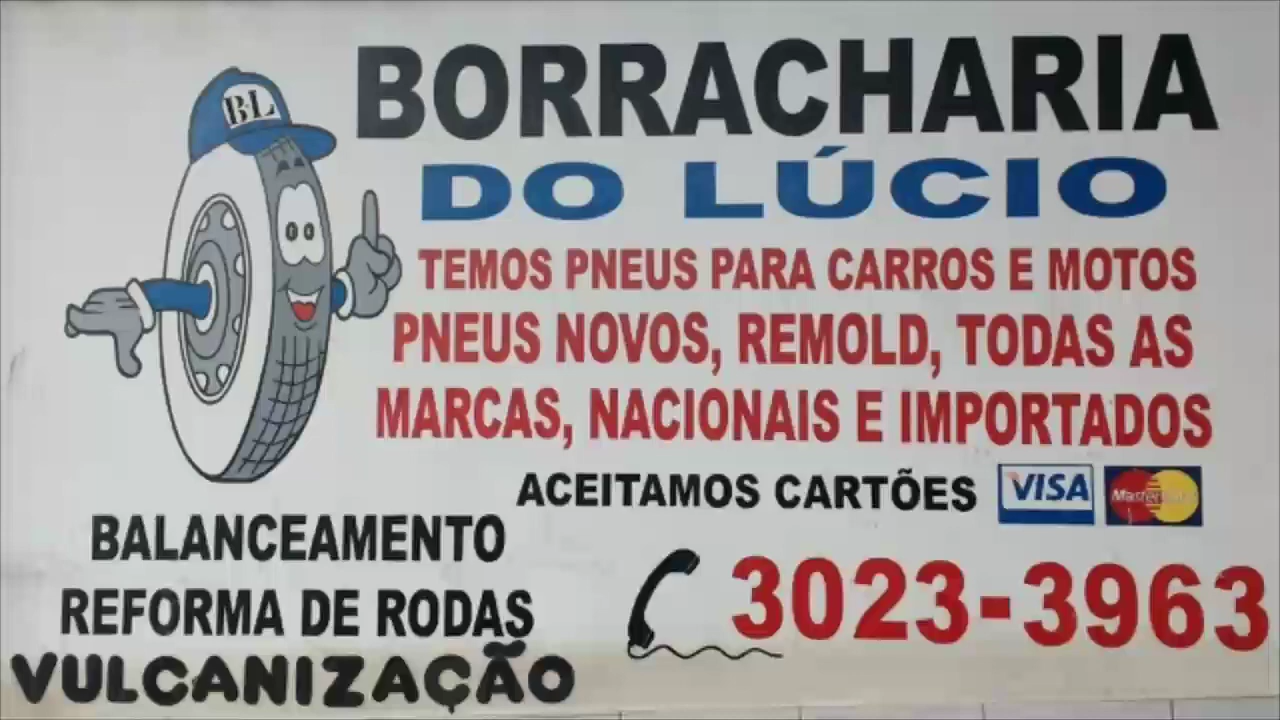 BL
BORRACHARIA
DO LÚCIO
TEMOS PNEUS PARA CARROS E MOTOS
PNEUS NOVOS, REMOLD, TODAS AS
MARCAS, NACIONAIS E IMPORTADOS
ACEITAMOS CARTÕES VISA MasterCard
BALANCEAMENTO
REFORMA DE RODAS
VULCANIZAÇÃO
3023-3963